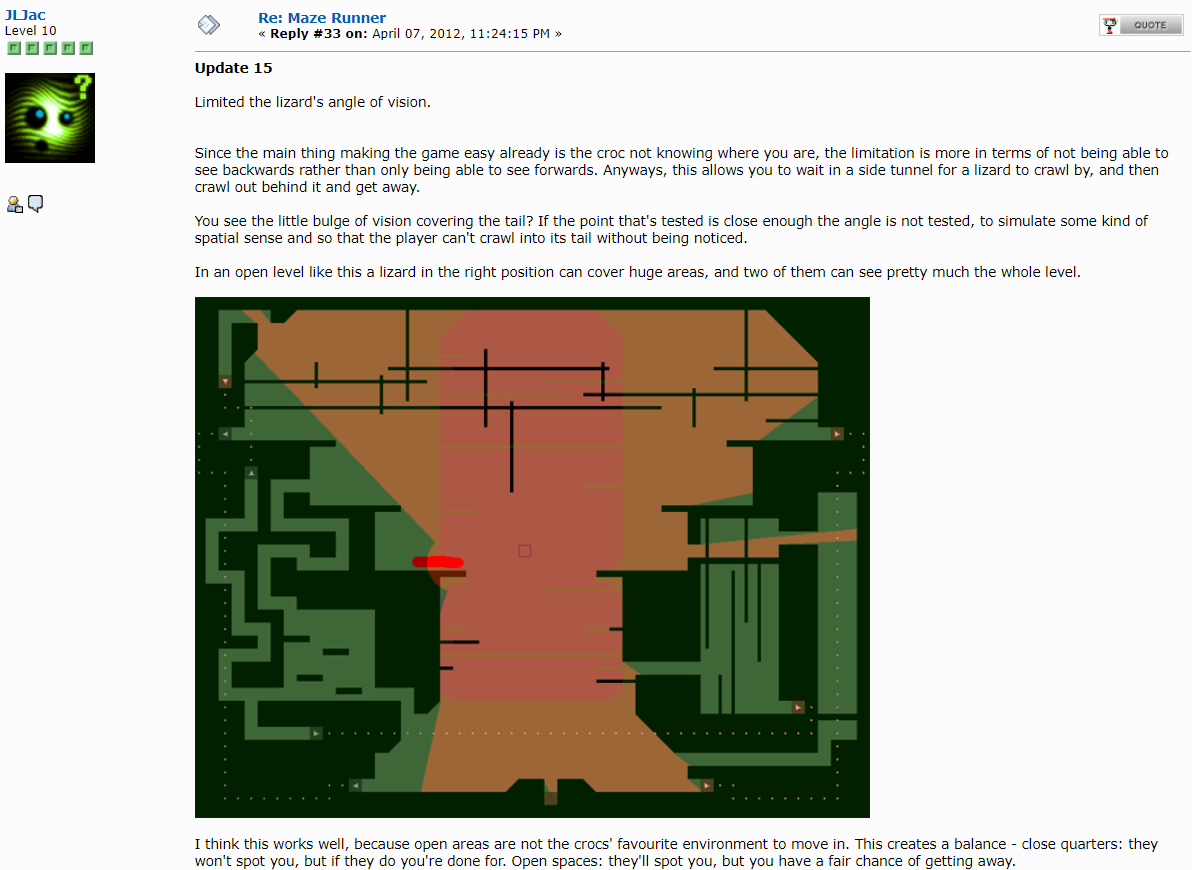 JLJac
Level 10
Re: Maze Runner
« Reply #33 on: April 07, 2012, 11:24:15 PM »
QUOTE
Update 15
Limited the lizard's angle of vision.
Since the main thing making the game easy already is the croc not knowing where you are, the limitation is more in terms of not being able to
see backwards rather than only being able to see forwards. Anyways, this allows you to wait in a side tunnel for a lizard to crawl by, and then
crawl out behind it and get away.
You see the little bulge of vision covering the tail? If the point that's tested is close enough the angle is not tested, to simulate some kind of
spatial sense and so that the player can't crawl into its tail without being noticed.
In an open level like this a lizard in the right position can cover huge areas, and two of them can see pretty much the whole level.
I think this works well, because open areas are not the crocs' favourite environment to move in. This creates a balance - close quarters: they
won't spot you, but if they do you're done for. Open spaces: they'll spot you, but you have a fair chance of getting away.